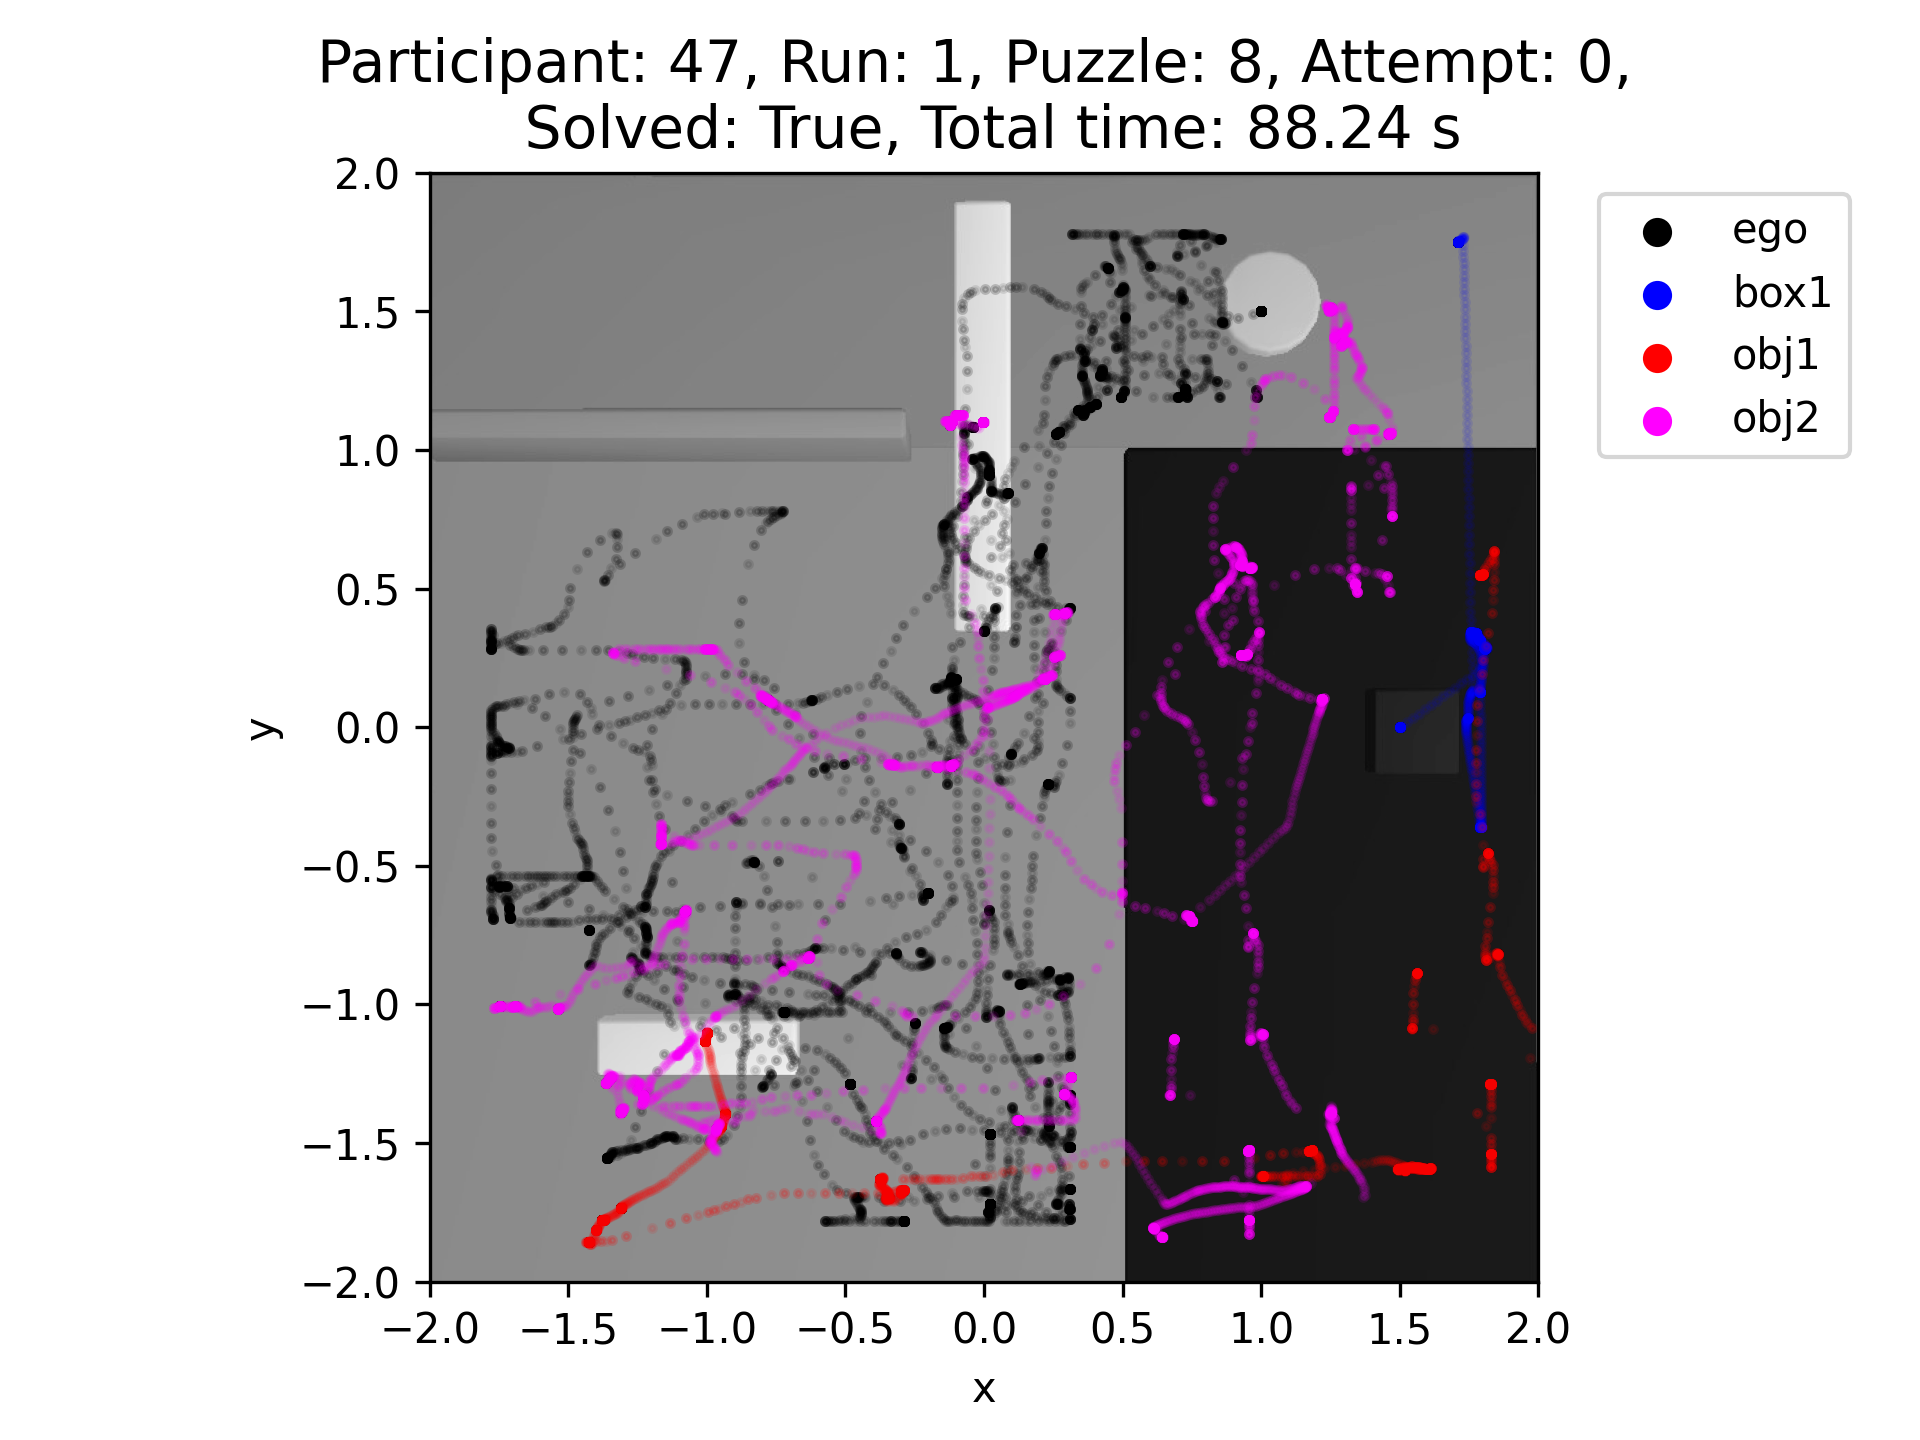 Participant: 47, Run: 1, Puzzle: 8, Attempt: 0,
Solved: True, Total time: 88.24 s
2.0
1.5
1.0
0.5
0.0
−0.5
−1.0
−1.5
−2.0
y
−2.0 −1.5 −1.0 −0.5 0.0 0.5 1.0 1.5 2.0
x
ego
box1
obj1
obj2